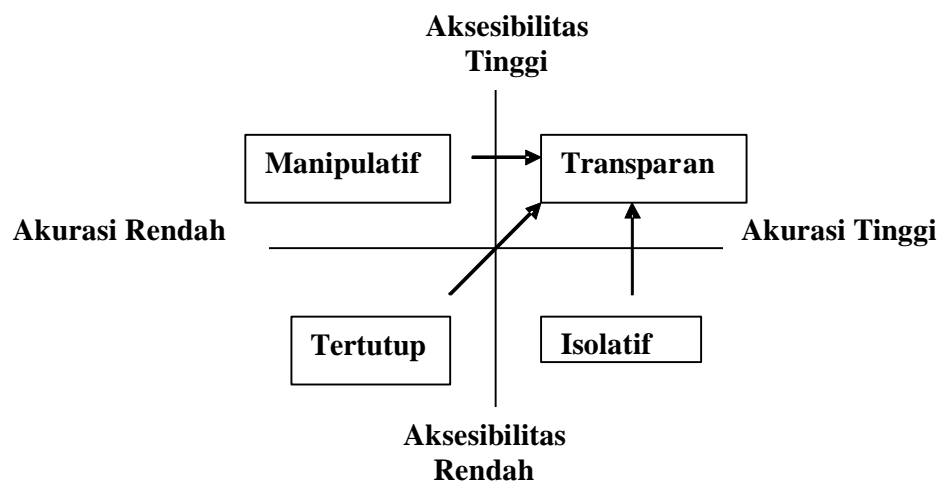 Aksesibilitas
Tinggi
Manipulatif
Transparan
Akurasi Rendah
Akurasi Tinggi
Tertutup
Isolatif
Aksesibilitas
Rendah